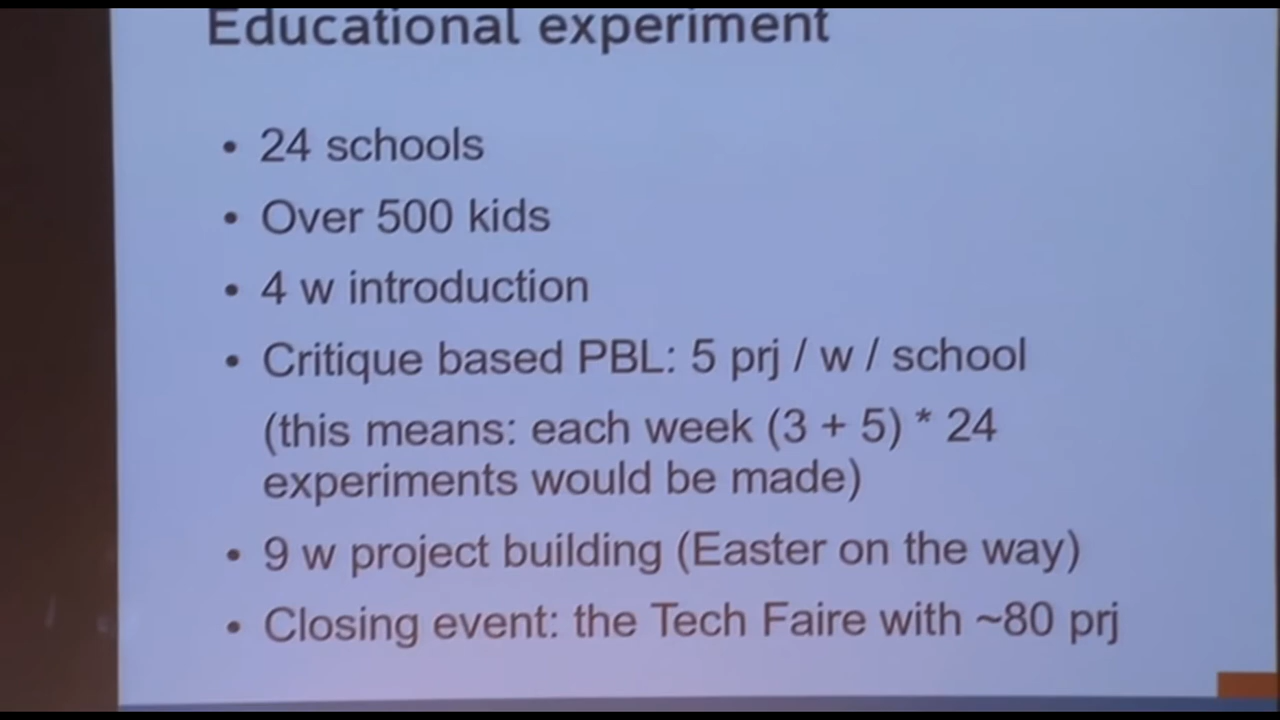 Educational experiment
• 24 schools
• Over 500 kids
• 4 w introduction
• Critique based PBL: 5 prj / w / school
(this means: each week (3 + 5) * 24
experiments would be made)
• 9 w project building (Easter on the way)
• Closing event: the Tech Faire with ~80 prj